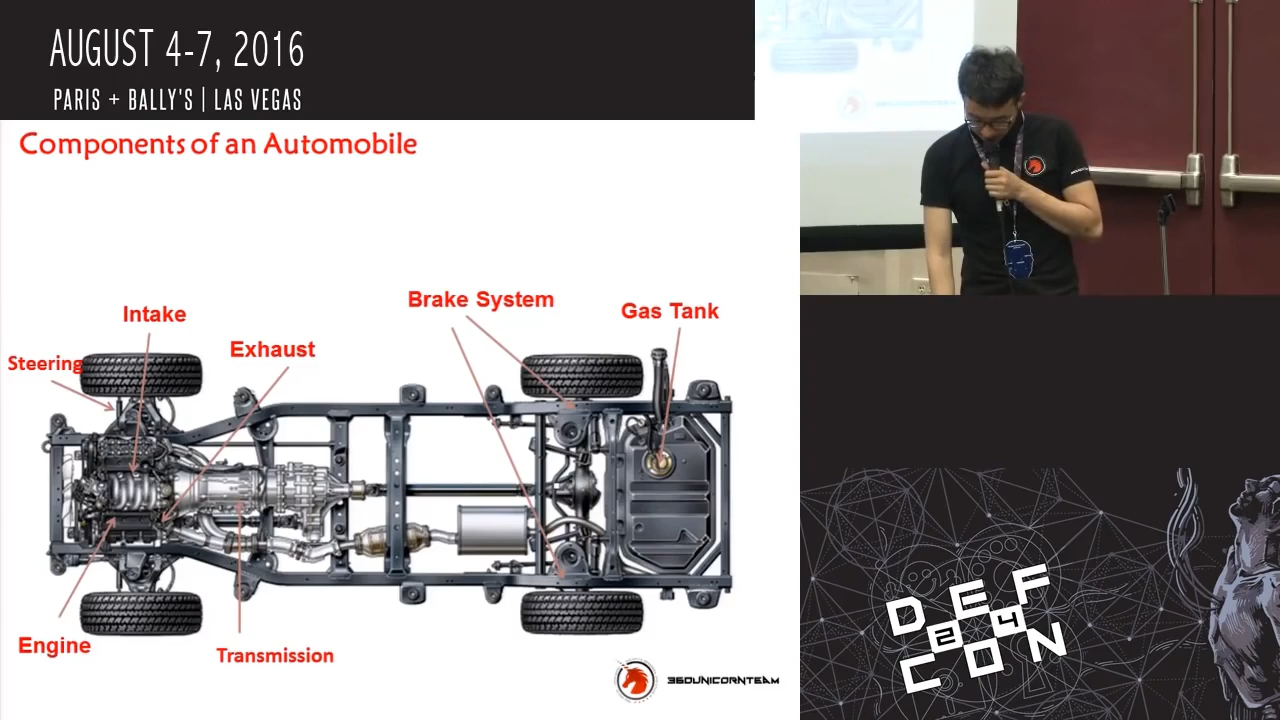 AUGUST 4-7, 2016
PARIS + BALLY'S | LAS VEGAS
Components of an Automobile
Brake System
Gas Tank
Intake
Exhaust
Steering
Engine
Transmission
360UNICORNTEAM
DEF
24
CON